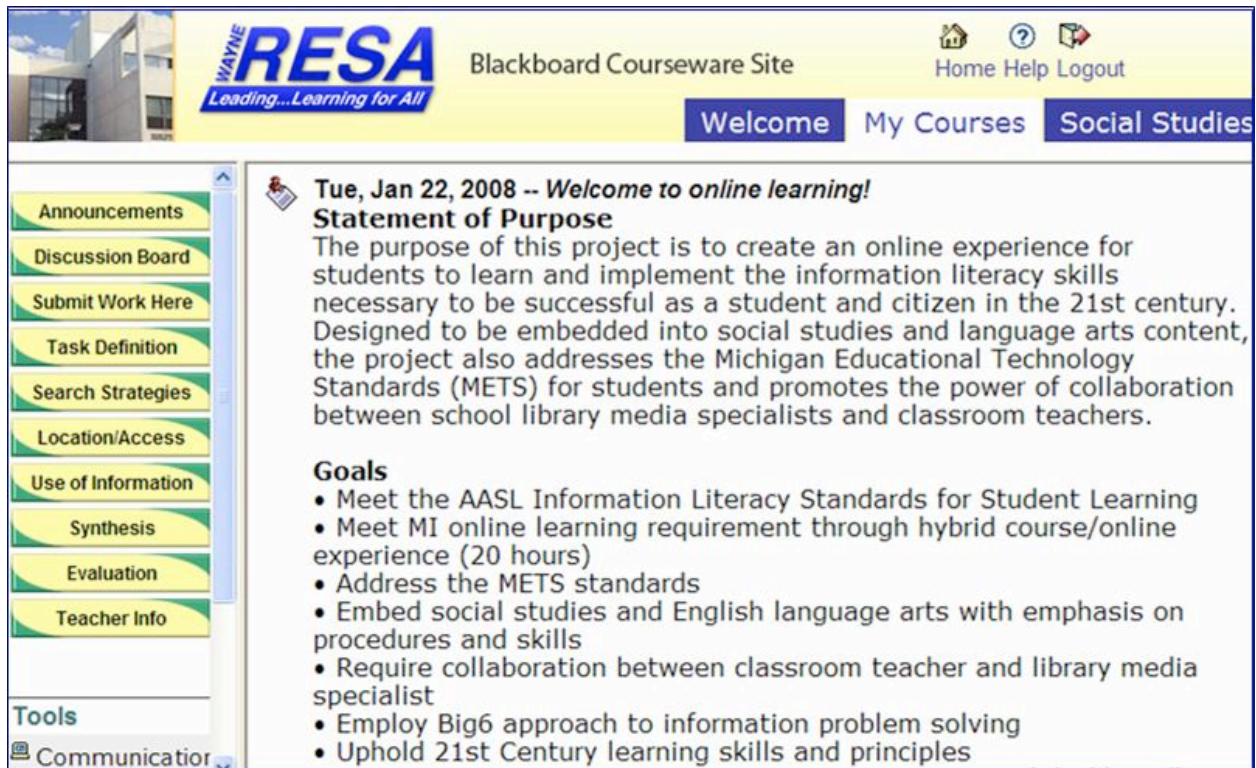 WAYNE
RESA
Leading...Learning for All
Blackboard Courseware Site
Home Help Logout
Welcome My Courses Social Studies
Announcements
Discussion Board
Submit Work Here
Task Definition
Search Strategies
Location/Access
Use of Information
Synthesis
Evaluation
Teacher Info
Tools
Tue, Jan 22, 2008 -- Welcome to online learning!
Statement of Purpose
The purpose of this project is to create an online experience for
students to learn and implement the information literacy skills
necessary to be successful as a student and citizen in the 21st century.
Designed to be embedded into social studies and language arts content,
the project also addresses the Michigan Educational Technology
Standards (METS) for students and promotes the power of collaboration
between school library media specialists and classroom teachers.
Goals
• Meet the AASL Information Literacy Standards for Student Learning
• Meet MI online learning requirement through hybrid course/online
experience (20 hours)
• Address the METS standards
• Embed social studies and English language arts with emphasis on
procedures and skills
• Require collaboration between classroom teacher and library media
specialist
• Employ Big6 approach to information problem solving
• Uphold 21st Century learning skills and principles